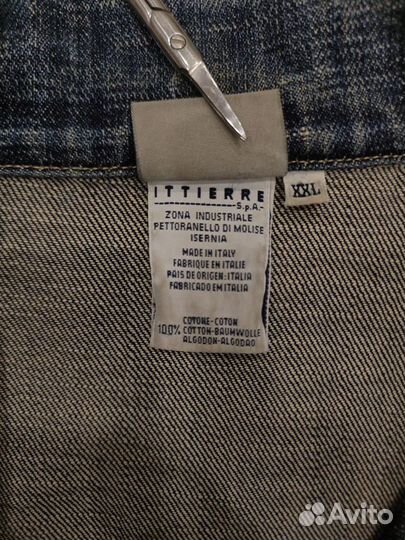 ITTIERRE
S.p.A.
XXL
ZONA INDUSTRIALE
PETTORANELLO DI MOLISE
ISERNIA
MADE IN ITALY
FABRIQUE EN ITALIE
PAIS DE ORIGEN: ITALIA
FABRICADO EM ITALIA
COTONE-COTON
100% COTTON-BAUMWOLLE
ALGODON-ALGODAO
Avito